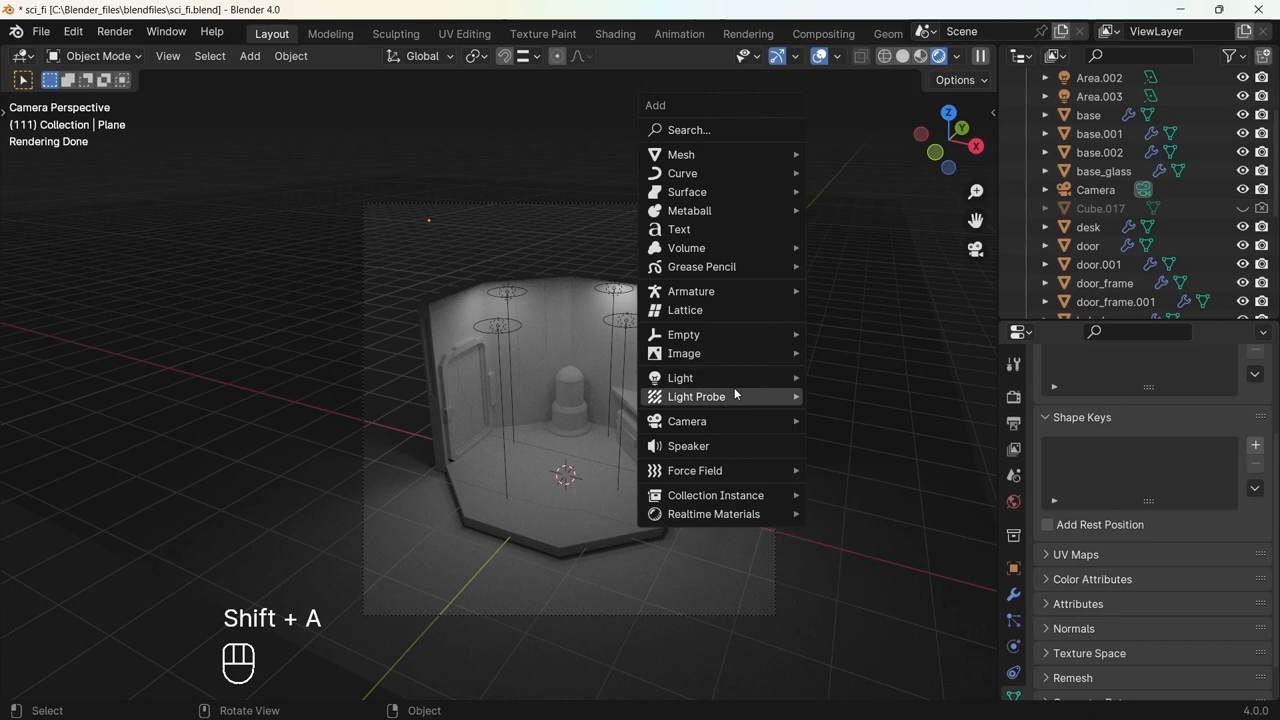 * sci_fi [C:\Blender_files\blendfiles\sci_fi.blend] - Blender 4.0
File Edit Render Window Help Layout Modeling Sculpting UV Editing Texture Paint Shading Animation Rendering Compositing Geom Scene ViewLayer
Object Mode View Select Add Object Global
Options
Camera Perspective
(111) Collection | Plane
Rendering Done
Z
Y
X
Add
Search...
Mesh
Curve
Surface
Metaball
Text
Volume
Grease Pencil
Armature
Lattice
Empty
Image
Light
Light Probe
Camera
Speaker
Force Field
Collection Instance
Realtime Materials
Shift + A
Area.002
Area.003
base
base.001
base.002
base_glass
Camera
Cube.017
desk
door
door.001
door_frame
door_frame.001
Shape Keys
Add Rest Position
UV Maps
Color Attributes
Attributes
Normals
Texture Space
Remesh
Select Rotate View Object 4.0.0